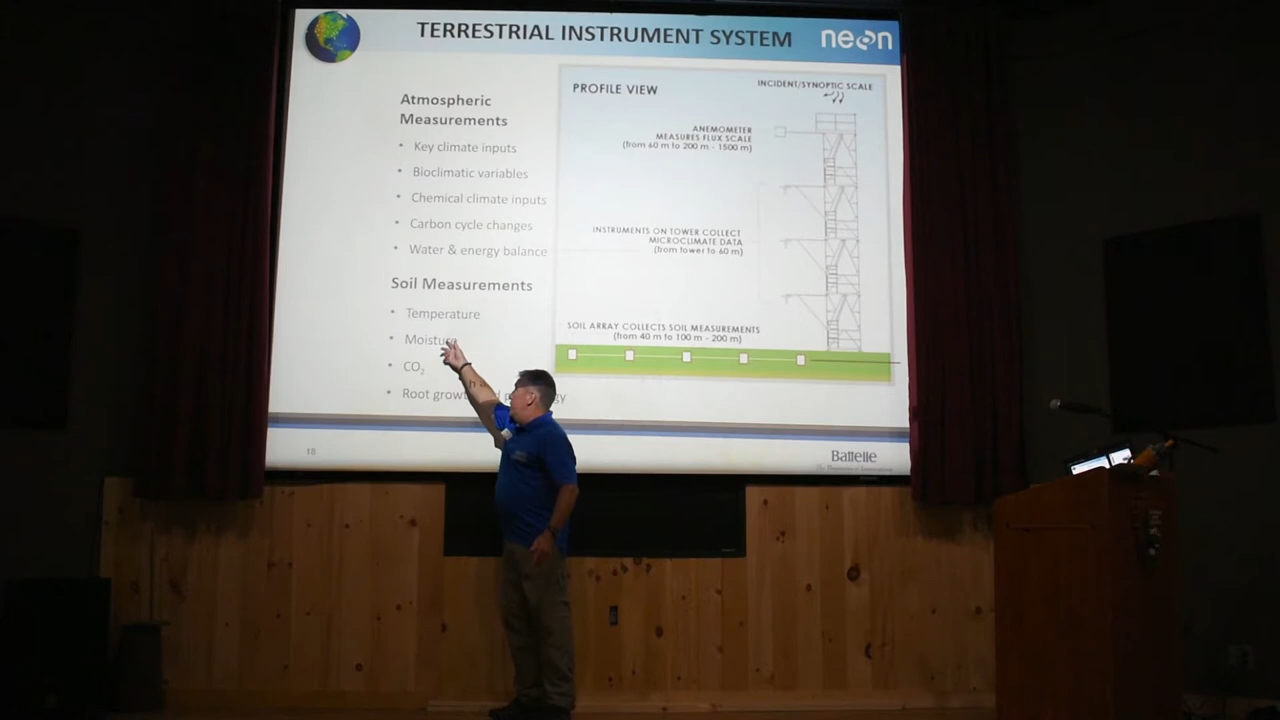 TERRESTRIAL INSTRUMENT SYSTEM
neon
Atmospheric
Measurements
• Key climate inputs
• Bioclimatic variables
• Chemical climate inputs
• Carbon cycle changes
• Water & energy balance
Soil Measurements
• Temperature
• Moisture
• CO₂
• Root growth
PROFILE VIEW
INCIDENT/SYNOPTIC SCALE
ANEMOMETER
MEASURES FLUX SCALE
(from 60 m to 200 m - 1500 m)
INSTRUMENTS ON TOWER COLLECT
MICROCLIMATE DATA
(from tower to 60 m)
SOIL ARRAY COLLECTS SOIL MEASUREMENTS
(from 40 m to 100 m - 200 m)
18
Battelle